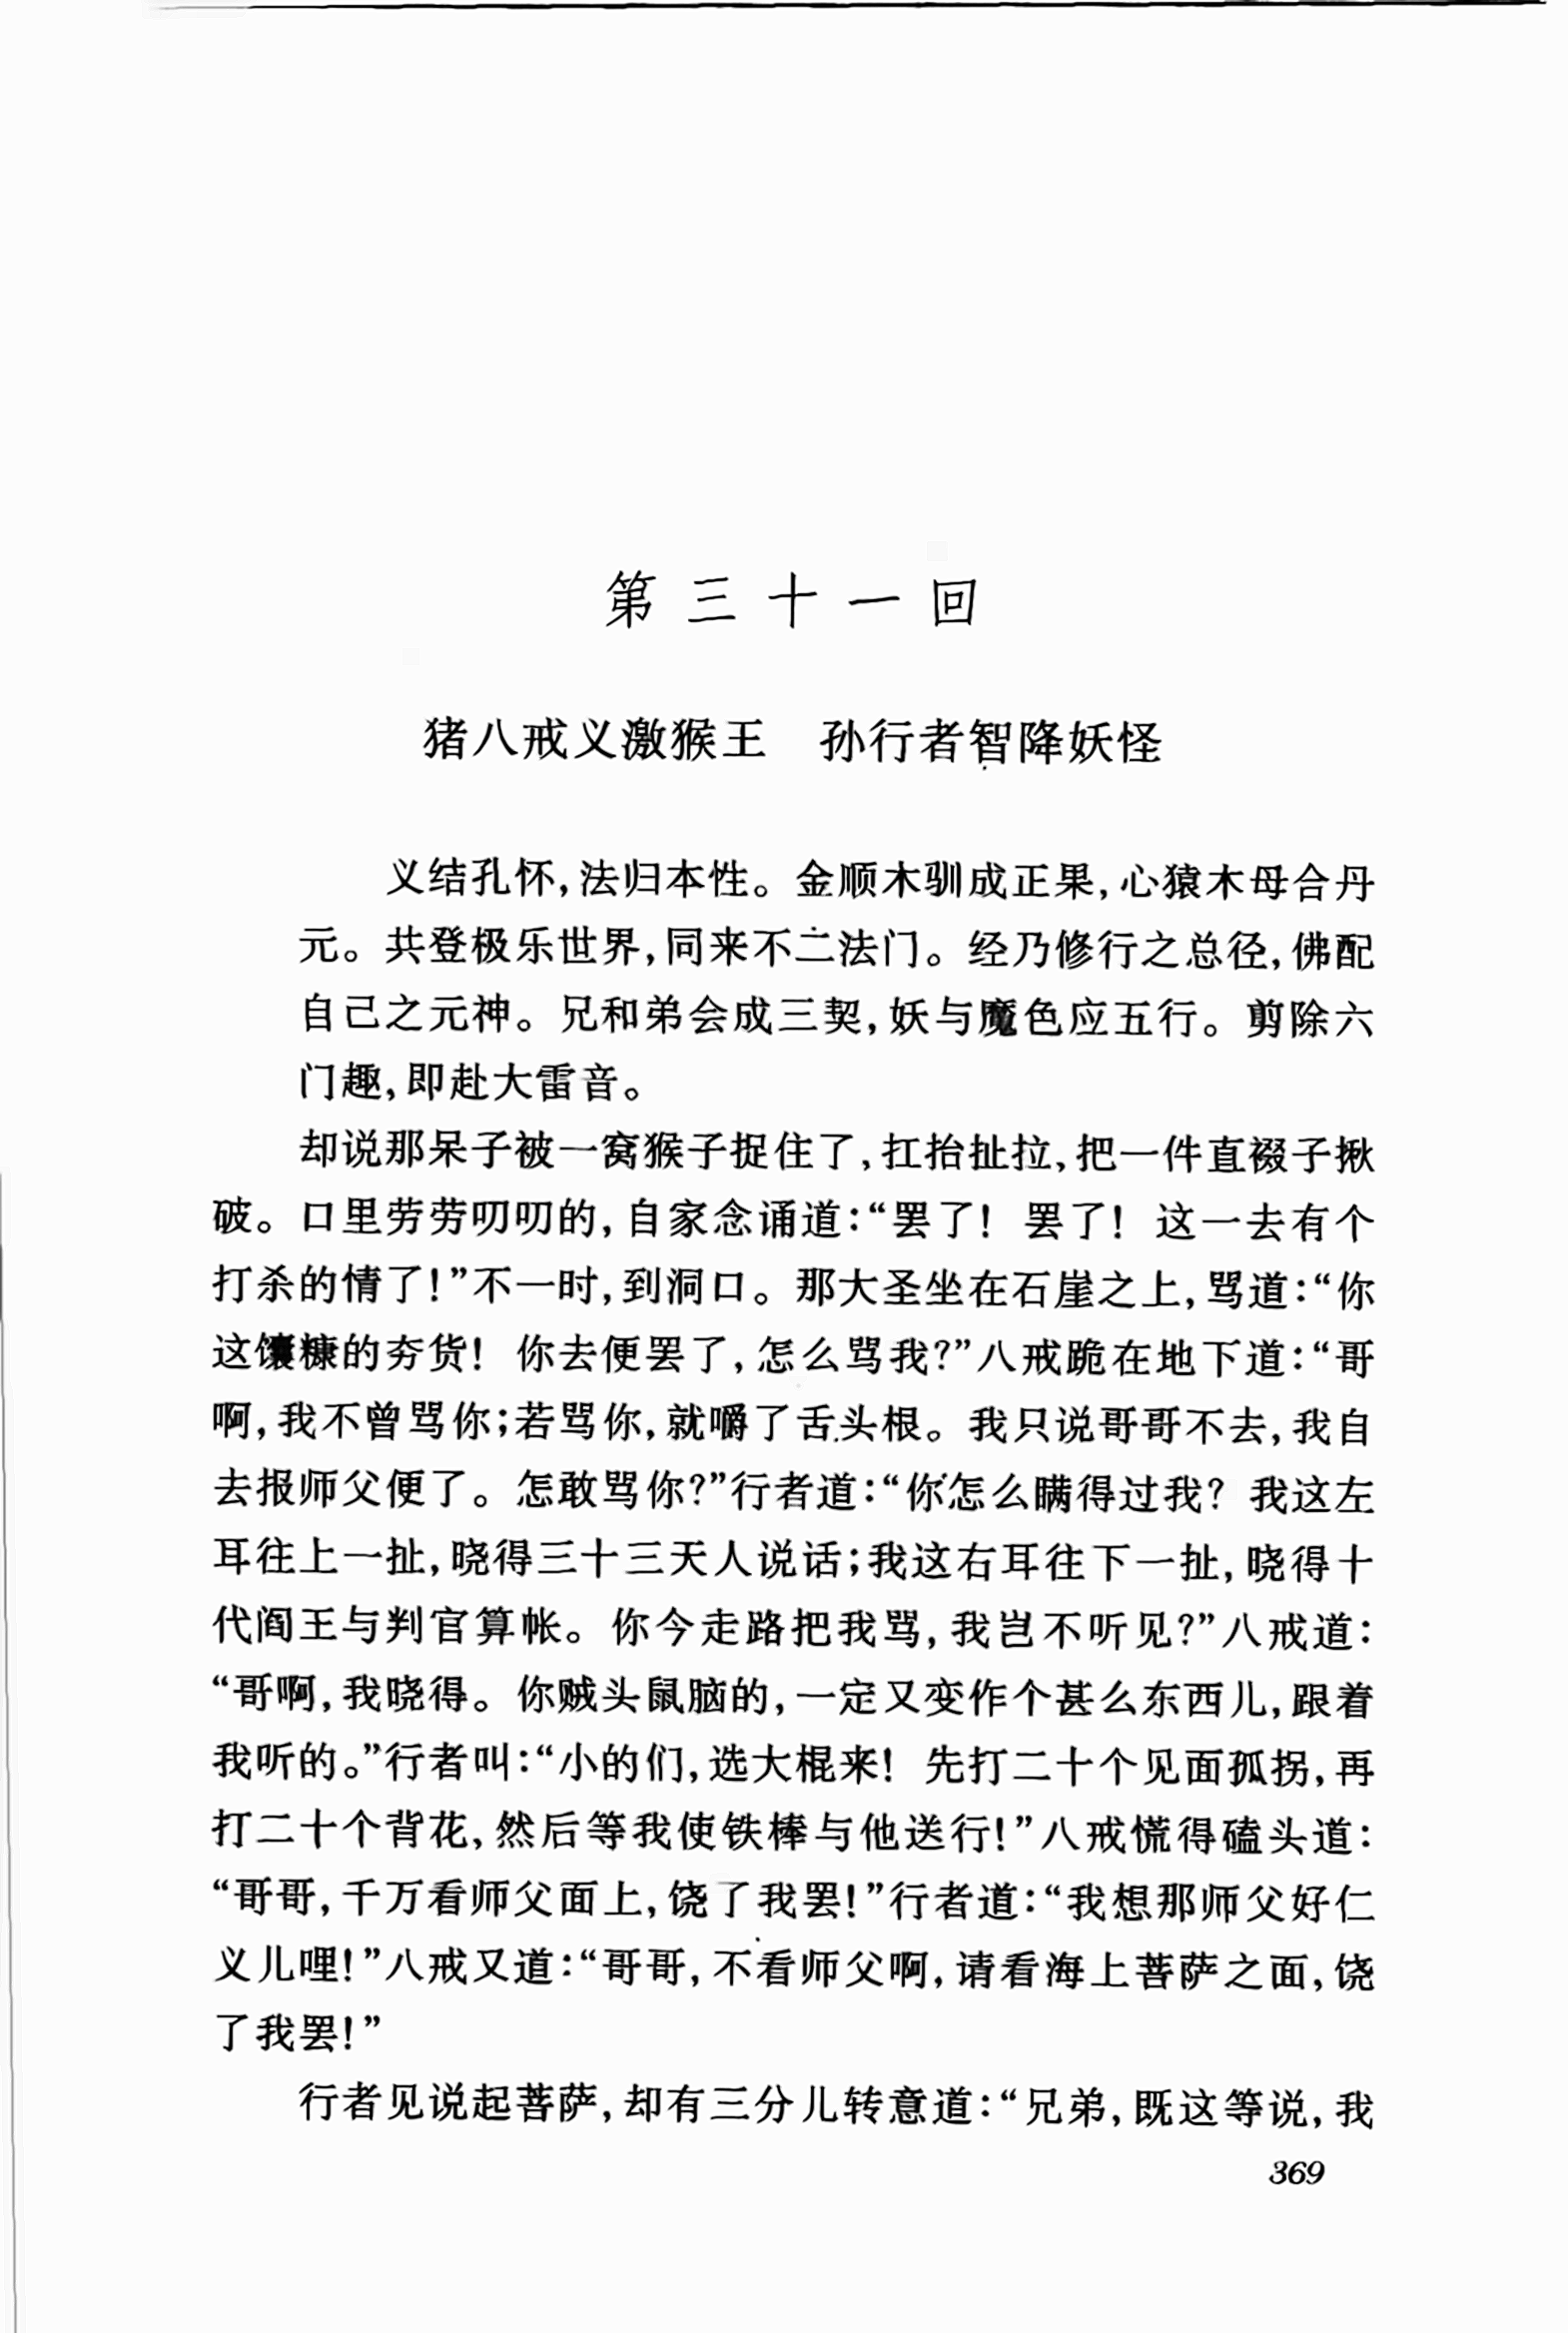 第三十一回
猪八戒义激猴王 孙行者智降妖怪
义结孔怀，法归本性。金顺木驯成正果，心猿木母合丹
元。共登极乐世界，同来不二法门。经乃修行之总径，佛配
自己之元神。兄和弟会成三契，妖与魔色应五行。剪除六
门趣，即赴大雷音。
却说那呆子被一窝猴子捉住了，扛抬扯拉，把一件直裰子揪
破。口里劳劳叨叨的，自家念诵道：“罢了！罢了！这一去有个
打杀的情了！”不一时，到洞口。那大圣坐在石崖之上，骂道：“你
这馕糠的夯货！你去便罢了，怎么骂我？”八戒跪在地下道：“哥
啊，我不曾骂你；若骂你，就嚼了舌头根。我只说哥哥不去，我自
去报师父便了。怎敢骂你？”行者道：“你怎么瞒得过我？我这左
耳往上一扯，晓得三十三天人说话；我这右耳往下一扯，晓得十
代阎王与判官算帐。你今走路把我骂，我岂不听见？”八戒道：
“哥啊，我晓得。你贼头鼠脑的，一定又变作个甚么东西儿，跟着
我听的。”行者叫：“小的们，选大棍来！先打二十个见面孤拐，再
打二十个背花，然后等我使铁棒与他送行！”八戒慌得磕头道：
“哥哥，千万看师父面上，饶了我罢！”行者道：“我想那师父好仁
义儿哩！”八戒又道：“哥哥，不看师父啊，请看海上菩萨之面，饶
了我罢！”
行者见说起菩萨，却有三分儿转意道：“兄弟，既这等说，我
369